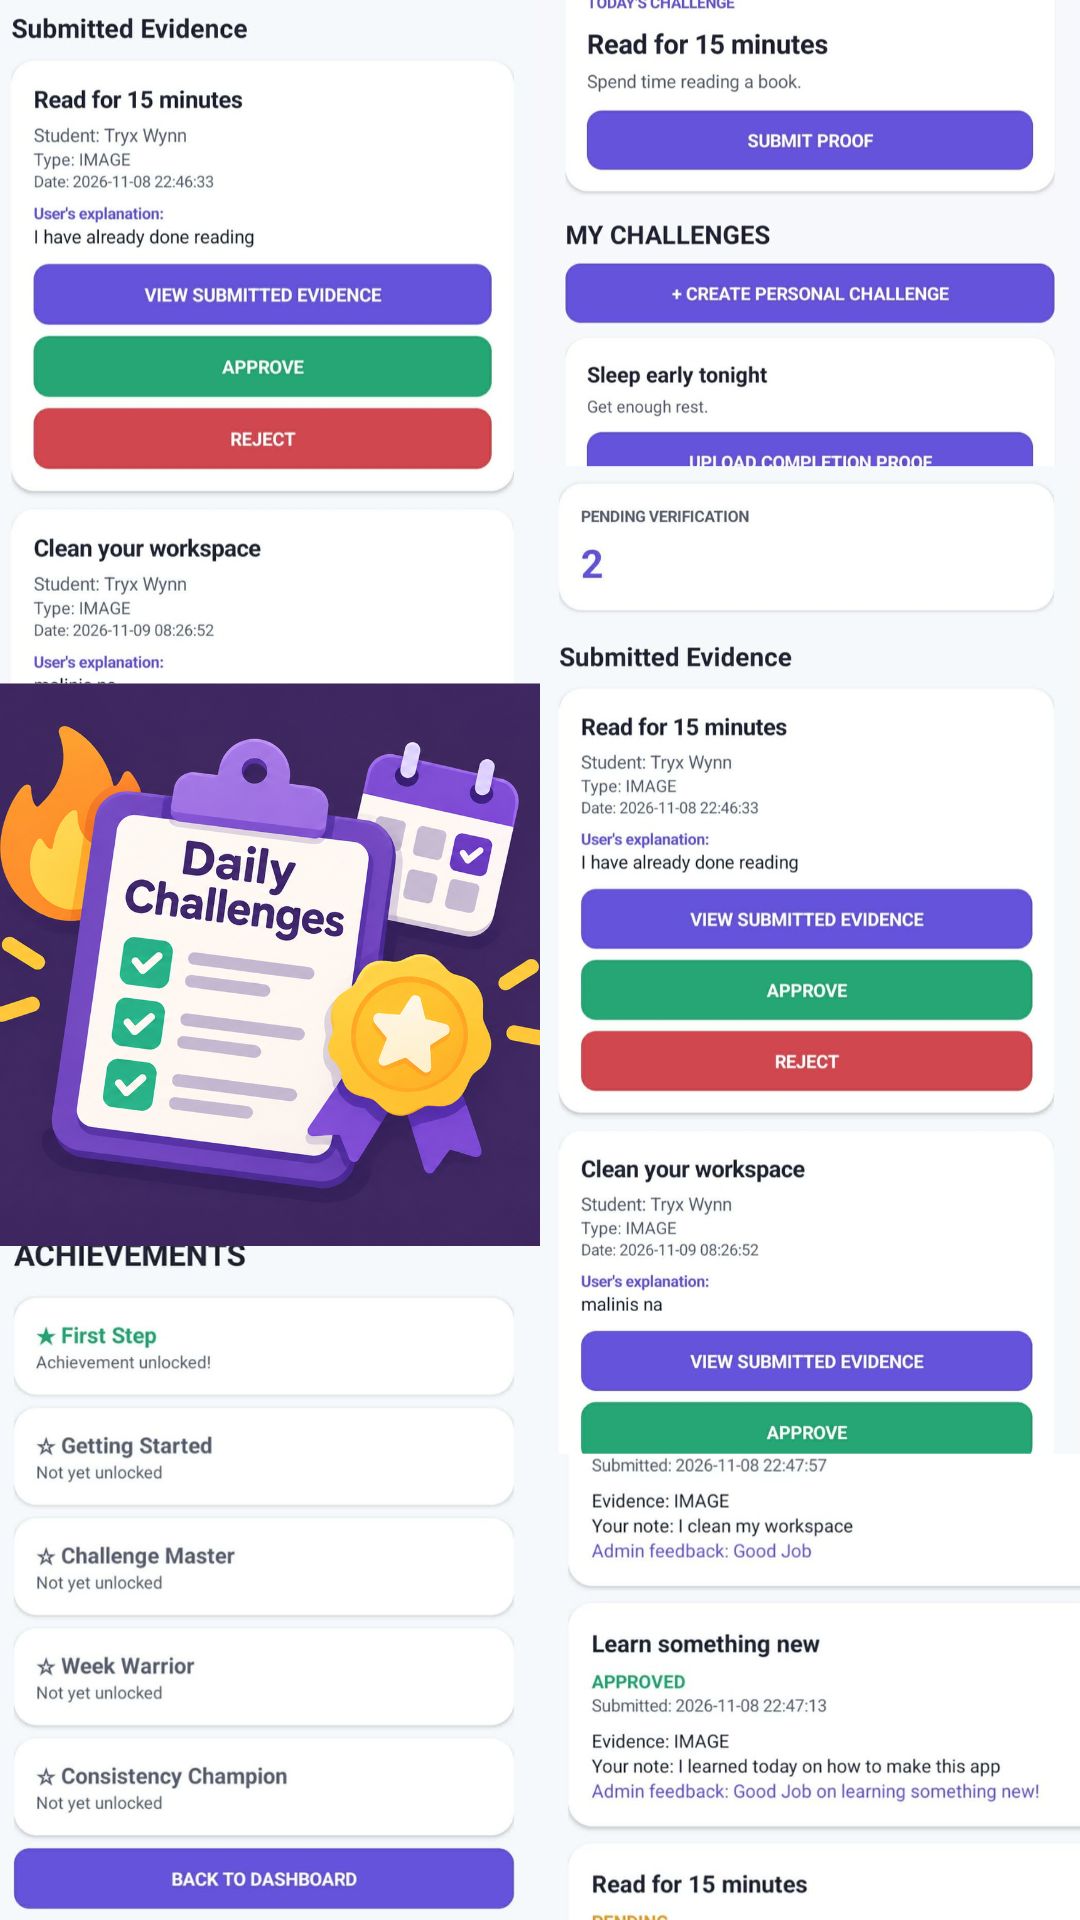 Submitted Evidence
Read for 15 minutes
Student: Tryx Wynn
Type: IMAGE
Date: 2026-11-08 22:46:33
User's explanation:
I have already done reading
VIEW SUBMITTED EVIDENCE
APPROVE
REJECT
Clean your workspace
Student: Tryx Wynn
Type: IMAGE
Date: 2026-11-09 08:26:52
User's explanation:
malinis na
Daily
Challenges
ACHIEVEMENTS
★ First Step
Achievement unlocked!
☆ Getting Started
Not yet unlocked
☆ Challenge Master
Not yet unlocked
☆ Week Warrior
Not yet unlocked
☆ Consistency Champion
Not yet unlocked
BACK TO DASHBOARD
TODAY'S CHALLENGE
Read for 15 minutes
Spend time reading a book.
SUBMIT PROOF
MY CHALLENGES
+ CREATE PERSONAL CHALLENGE
Sleep early tonight
Get enough rest.
UPLOAD COMPLETION PROOF
PENDING VERIFICATION
2
Submitted Evidence
Read for 15 minutes
Student: Tryx Wynn
Type: IMAGE
Date: 2026-11-08 22:46:33
User's explanation:
I have already done reading
VIEW SUBMITTED EVIDENCE
APPROVE
REJECT
Clean your workspace
Student: Tryx Wynn
Type: IMAGE
Date: 2026-11-09 08:26:52
User's explanation:
malinis na
VIEW SUBMITTED EVIDENCE
APPROVE
Submitted: 2026-11-08 22:47:57
Evidence: IMAGE
Your note: I clean my workspace
Admin feedback: Good Job
Learn something new
APPROVED
Submitted: 2026-11-08 22:47:13
Evidence: IMAGE
Your note: I learned today on how to make this app
Admin feedback: Good Job on learning something new!
Read for 15 minutes
PENDING